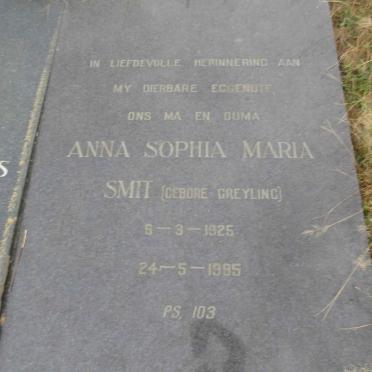 IN LIEFDEVOLLE HERINNERING AAN
MY DIERBARE EGGENOTE,
ONS MA EN OUMA
ANNA SOPHIA MARIA
SMIT (GEBORE GREYLING)
6-3-1925
24-5-1995
PS. 103
S